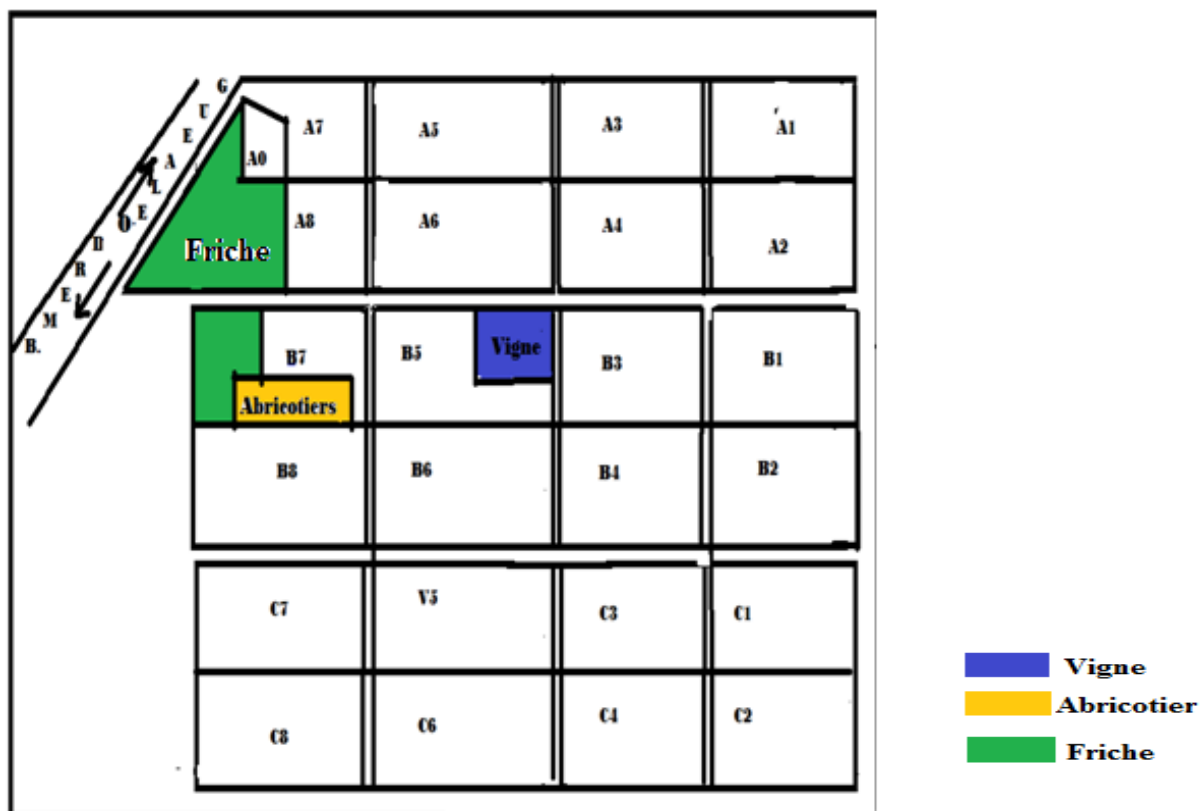 B. M E R D O- E L A E U G
A7
A5
A3
A1
A0
A8
A6
A4
A2
Friche
B7
B5
Vigne
B3
B1
Abricotiers
B8
B6
B4
B2
C7
V5
C3
C1
C8
C6
C4
C2
Vigne
Abricotier
Friche